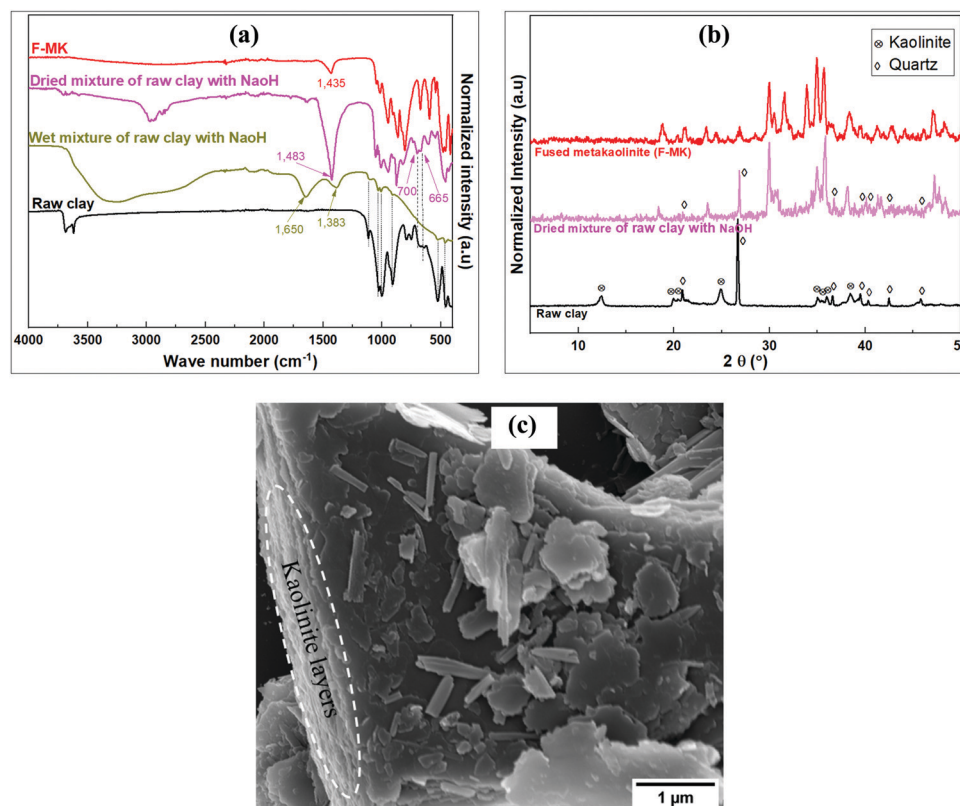 (a)
F-MK
1,435
Dried mixture of raw clay with NaoH
Wet mixture of raw clay with NaoH
1,483
700
665
1,650
1,383
Raw clay
Normalized intensity (a.u)
4000 3500 3000 2500 2000 1500 1000 500
Wave number (cm⁻¹)
(b)
⊗ Kaolinite
◊ Quartz
Normalized Intensity (a.u)
Fused metakaolinite (F-MK)
Dried mixture of raw clay with NaOH
Raw clay
10 20 30 40 50
2 θ (°)
(c)
Kaolinite layers
1 µm